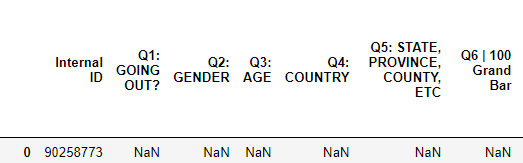 Internal ID Q1: GOING OUT? Q2: GENDER Q3: AGE Q4: COUNTRY Q5: STATE, PROVINCE, COUNTY, ETC Q6 | 100 Grand Bar
0 90258773 NaN NaN NaN NaN NaN NaN